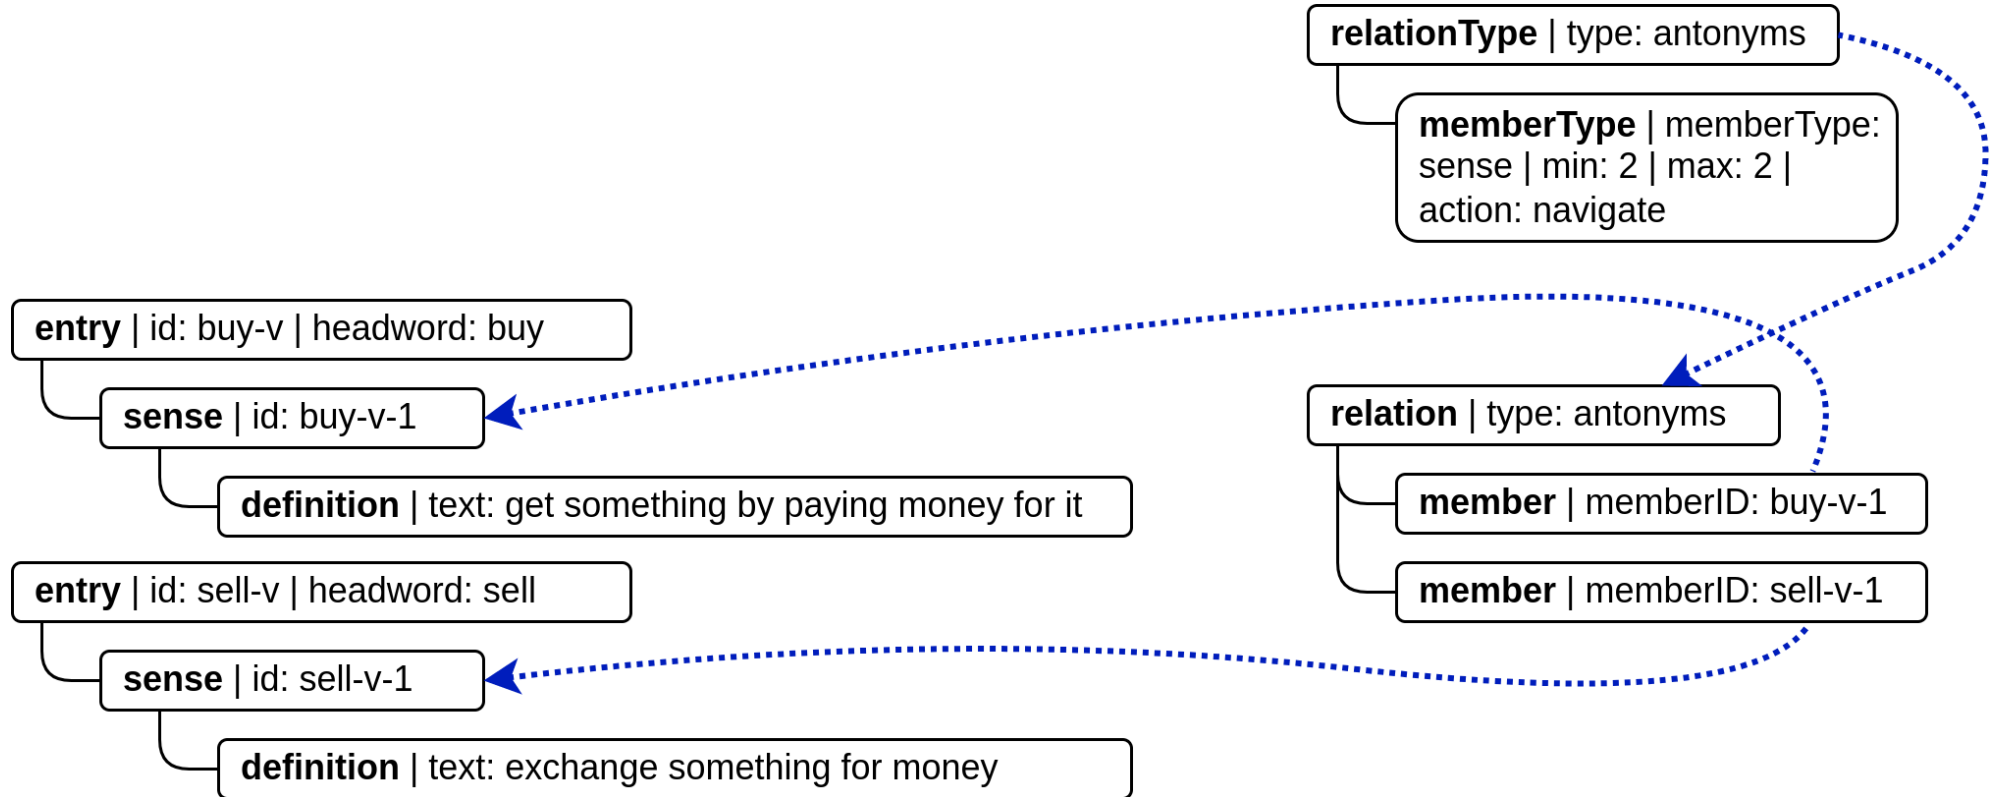 relationType | type: antonyms
memberType | memberType:
sense | min: 2 | max: 2 |
action: navigate
entry | id: buy-v | headword: buy
sense | id: buy-v-1
definition | text: get something by paying money for it
entry | id: sell-v | headword: sell
sense | id: sell-v-1
definition | text: exchange something for money
relation | type: antonyms
member | memberID: buy-v-1
member | memberID: sell-v-1